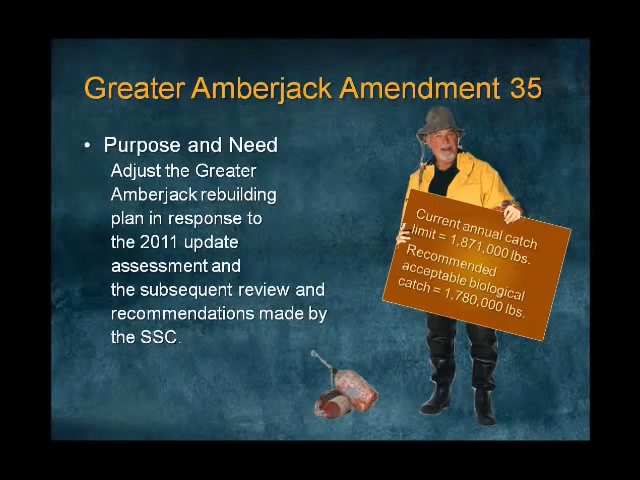 Greater Amberjack Amendment 35
• Purpose and Need
Adjust the Greater
Amberjack rebuilding
plan in response to
the 2011 update
assessment and
the subsequent review and
recommendations made by
the SSC.
Current annual catch
limit = 1,871,000 lbs.
Recommended
acceptable biological
catch = 1,780,000 lbs.